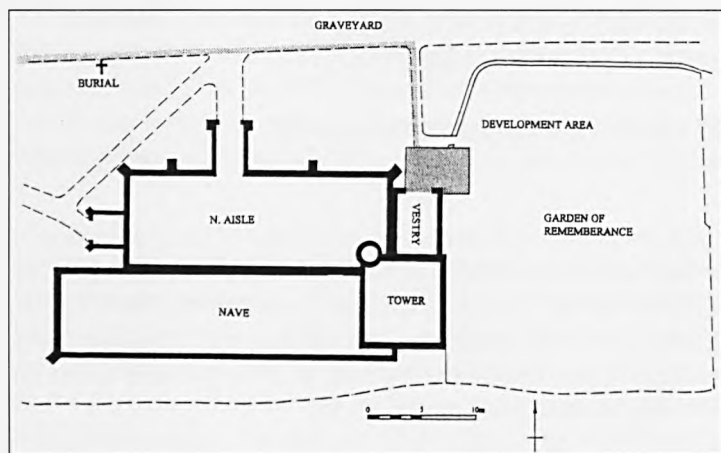 GRAVEYARD
BURIAL
DEVELOPMENT AREA
N. AISLE
VESTRY
GARDEN OF
REMEMBERANCE
NAVE
TOWER
0 5 10m